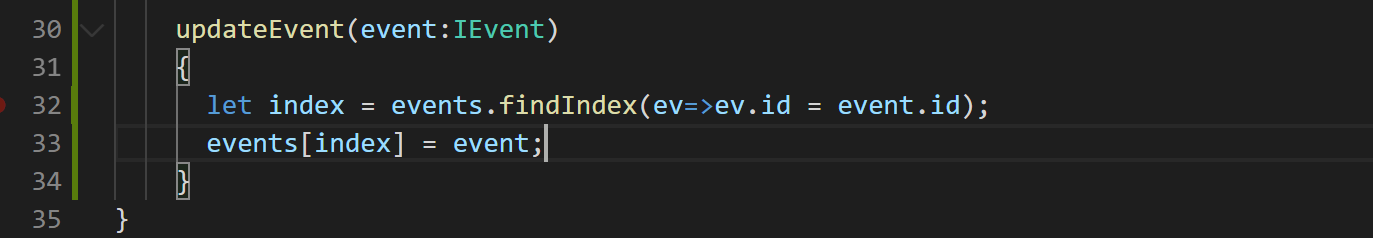 30 updateEvent(event:IEvent)
31 {
32 let index = events.findIndex(ev=>ev.id = event.id);
33 events[index] = event;
34 }
35 }